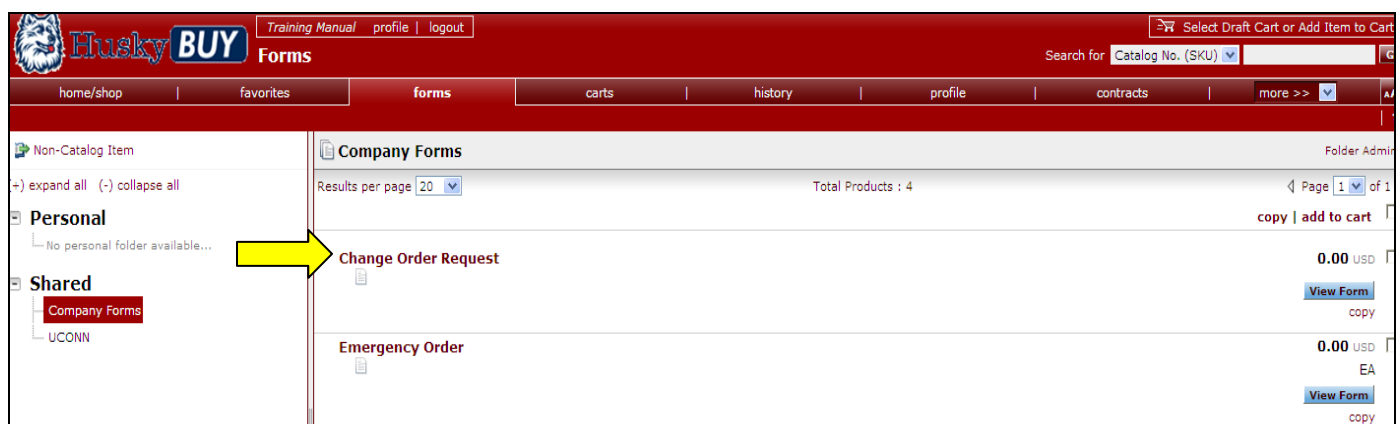 Training Manual profile | logout
Select Draft Cart or Add Item to Cart
Husky BUY
Forms
Search for Catalog No. (SKU)
home/shop | favorites forms carts | history | profile | contracts | more >>
Non-Catalog Item
Company Forms
Folder Admin
(+) expand all (-) collapse all
Results per page 20
Total Products : 4
Page 1 of 1
Personal
copy | add to cart
No personal folder available...
Change Order Request
0.00 USD
Shared
View Form
Company Forms
copy
UCONN
Emergency Order
0.00 USD
EA
View Form
copy